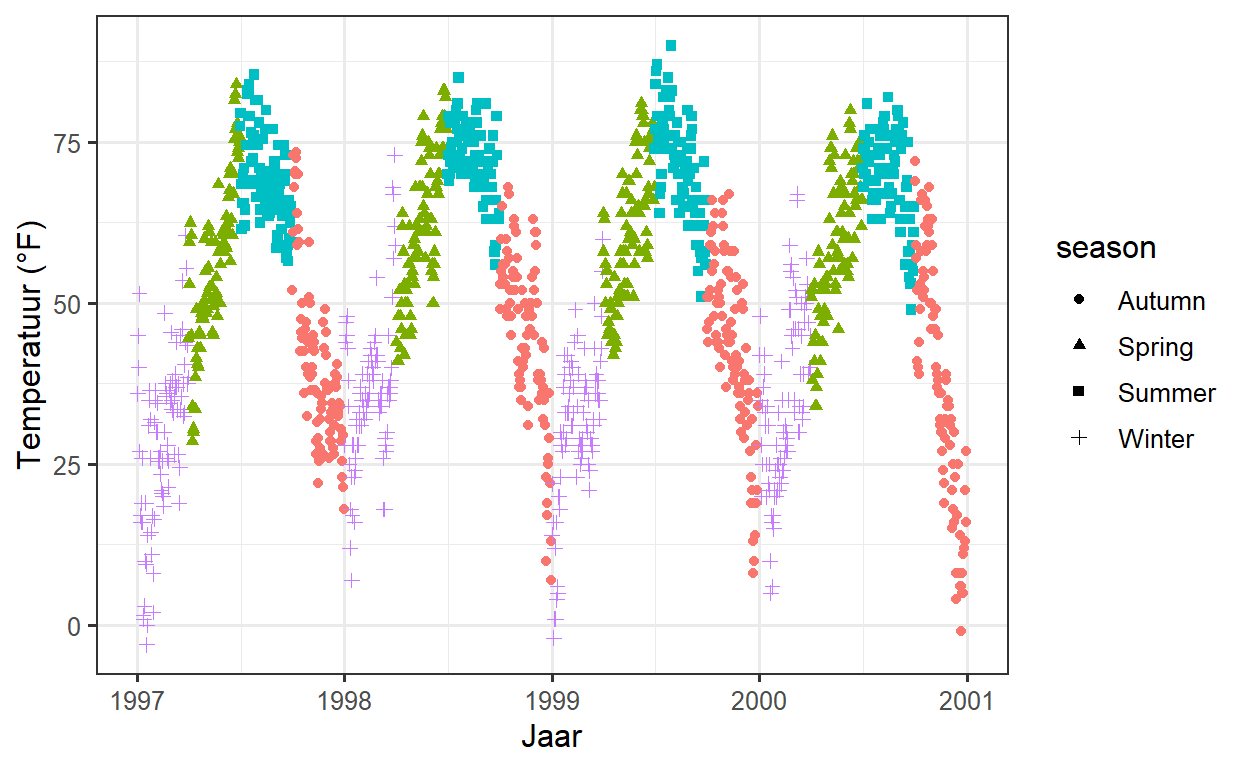 Temperatuur (°F)
75
50
25
0
1997 1998 1999 2000 2001
Jaar
season
Autumn
Spring
Summer
Winter